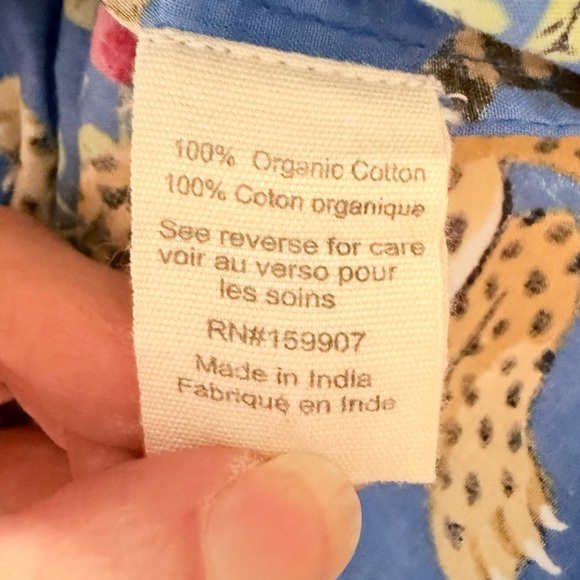 100% Organic Cotton
100% Coton organique
See reverse for care
voir au verso pour
les soins
RN#159907
Made in India
Fabriqué en Inde